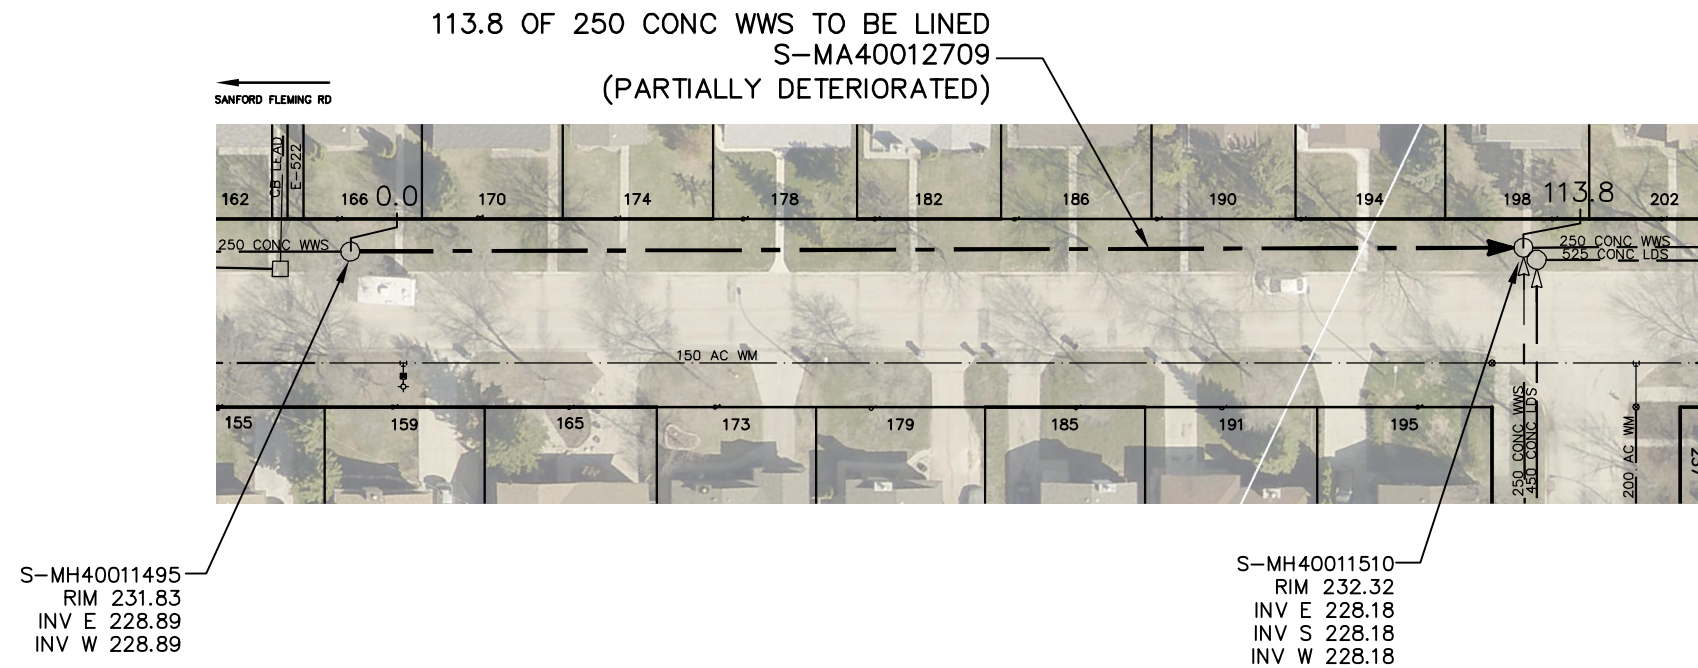 113.8 OF 250 CONC WWS TO BE LINED
S-MA40012709
(PARTIALLY DETERIORATED)
SANFORD FLEMING RD
CB LEAD
E-522
162
166
0.0
170
174
178
182
186
190
194
198
113.8
202
250 CONC WWS
250 CONC WWS
525 CONC LDS
150 AC WM
155
159
165
173
179
185
191
195
250 CONC WWS
450 CONC LDS
200 AC WM
S-MH40011495
RIM 231.83
INV E 228.89
INV W 228.89
S-MH40011510
RIM 232.32
INV E 228.18
INV S 228.18
INV W 228.18